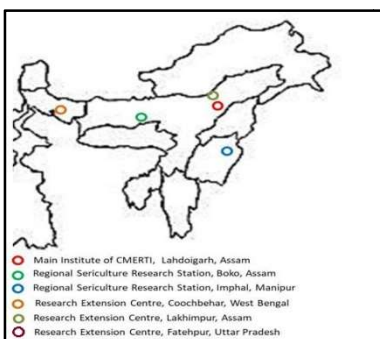 Main Institute of CMERTI, Lahdoigarh, Assam
Regional Sericulture Research Station, Boko, Assam
Regional Sericulture Research Station, Imphal, Manipur
Research Extension Centre, Coochbehar, West Bengal
Research Extension Centre, Lakhimpur, Assam
Research Extension Centre, Fatehpur, Uttar Pradesh